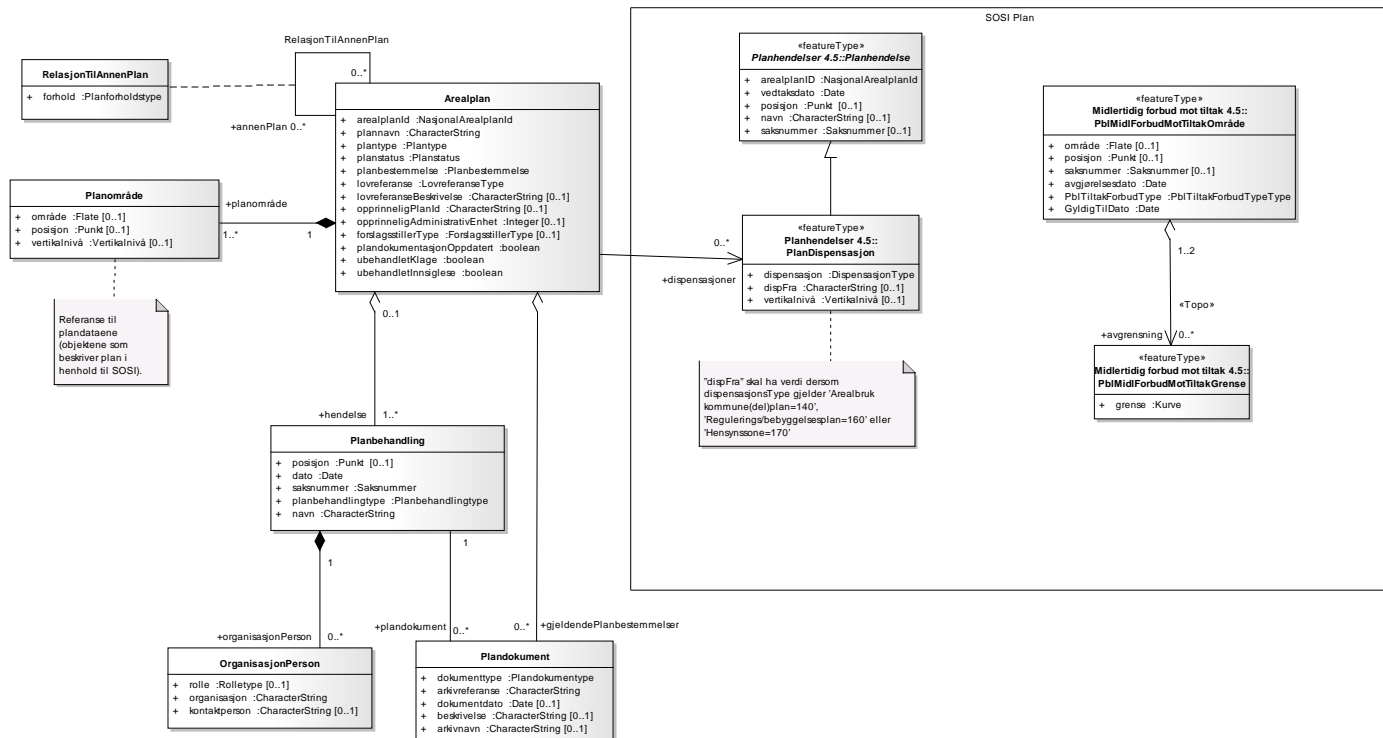 SOSI Plan
RelasjonTilAnnenPlan
0..*
+annenPlan 0..*
RelasjonTilAnnenPlan
+ forhold :Planforholdstype
Arealplan
+ arealplanId :NasjonalArealplanId
+ plannavn :CharacterString
+ plantype :Plantype
+ planstatus :Planstatus
+ planbestemmelse :Planbestemmelse
+ lovreferanse :LovreferanseType
+ lovreferanseBeskrivelse :CharacterString [0..1]
+ opprinneligPlanId :CharacterString [0..1]
+ opprinneligAdministrativEnhet :Integer [0..1]
+ forslagsstillerType :ForslagsstillerType [0..1]
+ plandokumentasjonOppdatert :boolean
+ ubehandletKlage :boolean
+ ubehandletInnsiglese :boolean
Planområde
+ område :Flate [0..1]
+ posisjon :Punkt [0..1]
+ vertikalnivå :Vertikalnivå [0..1]
+planområde
1..*
1
Referanse til
plandataene
(objektene som
beskriver plan i
henhold til SOSI).
«featureType»
Planhendelser 4.5::Planhendelse
+ arealplanID :NasjonalArealplanId
+ vedtaksdato :Date
+ posisjon :Punkt [0..1]
+ navn :CharacterString [0..1]
+ saksnummer :Saksnummer [0..1]
0..*
+dispensasjoner
«featureType»
Planhendelser 4.5::
PlanDispensasjon
+ dispensasjon :DispensasjonType
+ dispFra :CharacterString [0..1]
+ vertikalnivå :Vertikalnivå [0..1]
"dispFra" skal ha verdi dersom
dispensasjonsType gjelder 'Arealbruk
kommune(del)plan=140',
'Regulerings/bebyggelsesplan=160' eller
'Hensynssone=170'
«featureType»
Midlertidig forbud mot tiltak 4.5::
PblMidlForbudMotTiltakOmråde
+ område :Flate [0..1]
+ posisjon :Punkt [0..1]
+ saksnummer :Saksnummer [0..1]
+ avgjørelsesdato :Date
+ PblTiltakForbudType :PblTiltakForbudTypeType
+ GyldigTilDato :Date
1..2
«Topo»
+avgrensning
0..*
«featureType»
Midlertidig forbud mot tiltak 4.5::
PblMidlForbudMotTiltakGrense
+ grense :Kurve
0..1
+hendelse
1..*
Planbehandling
+ posisjon :Punkt [0..1]
+ dato :Date
+ saksnummer :Saksnummer
+ planbehandlingtype :Planbehandlingtype
+ navn :CharacterString
1
1
+organisasjonPerson
0..*
+plandokument
0..*
0..*
+gjeldendePlanbestemmelser
OrganisasjonPerson
+ rolle :Rolletype [0..1]
+ organisasjon :CharacterString
+ kontaktperson :CharacterString [0..1]
Plandokument
+ dokumenttype :Plandokumentype
+ arkivreferanse :CharacterString
+ dokumentdato :Date [0..1]
+ beskrivelse :CharacterString [0..1]
+ arkivnavn :CharacterString [0..1]